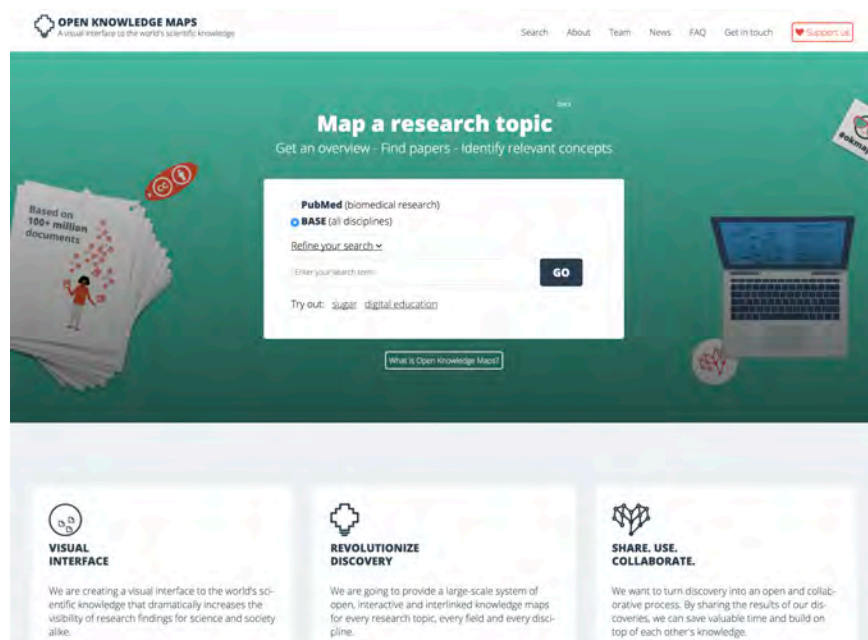 OPEN KNOWLEDGE MAPS
A visual interface to the world's scientific knowledge
Search About Team News FAQ Get in touch Support us
beta
Map a research topic
Get an overview - Find papers - Identify relevant concepts
Based on
100+ million
documents
PubMed (biomedical research)
BASE (all disciplines)
Refine your search
Enter your search term
GO
Try out: sugar digital education
What is Open Knowledge Maps?
VISUAL
INTERFACE
We are creating a visual interface to the world's sci-
entific knowledge that dramatically increases the
visibility of research findings for science and society
alike.
REVOLUTIONIZE
DISCOVERY
We are going to provide a large-scale system of
open, interactive and interlinked knowledge maps
for every research topic, every field and every disci-
pline.
SHARE. USE.
COLLABORATE.
We want to turn discovery into an open and collab-
orative process. By sharing the results of our dis-
coveries, we can save valuable time and build on
top of each other's knowledge.